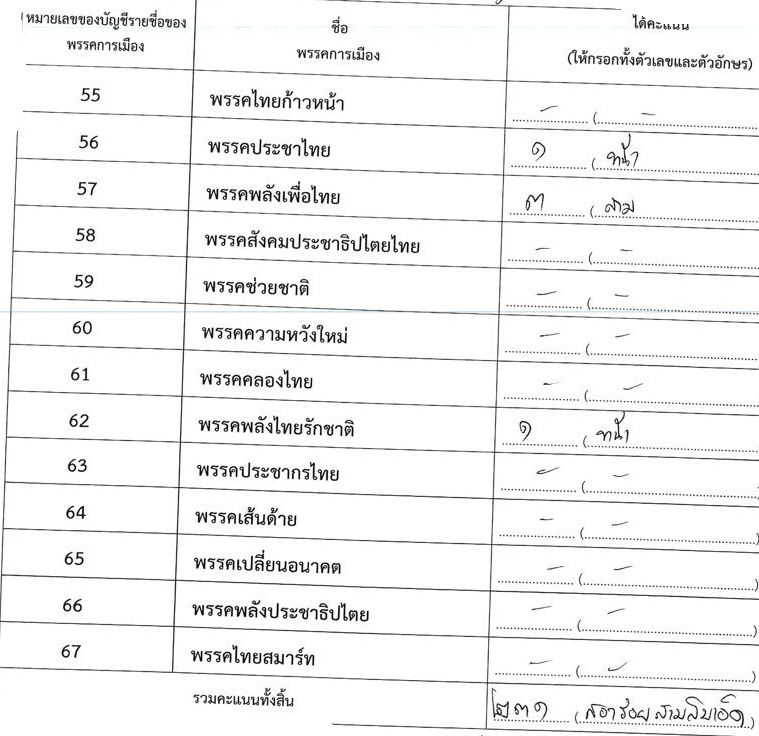 หมายเลขของบัญชีรายชื่อของ
พรรคการเมือง
ชื่อ
พรรคการเมือง
ได้คะแนน
(ให้กรอกทั้งตัวเลขและตัวอักษร)
55 พรรคไทยก้าวหน้า - (-
56 พรรคประชาไทย ๑ (
57 พรรคพลังเพื่อไทย ๓ (สาม
58 พรรคสังคมประชาธิปไตยไทย - (-
59 พรรคช่วยชาติ - (-
60 พรรคความหวังใหม่ - (-
61 พรรคคลองไทย - (-
62 พรรคพลังไทยรักชาติ ๑ (
63 พรรคประชากรไทย - (-
64 พรรคเส้นด้าย - (-)
65 พรรคเปลี่ยนอนาคต - (-)
66 พรรคพลังประชาธิปไตย - (-)
67 พรรคไทยสมาร์ท - (-)
รวมคะแนนทั้งสิ้น ๒๓๑ (สองร้อยสามสิบเอ็ด)